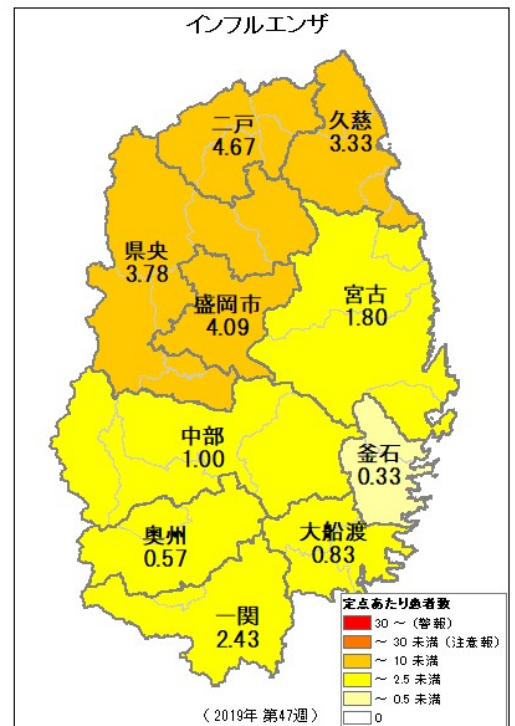 インフルエンザ
二戸
4.67
久慈
3.33
県央
3.78
盛岡市
4.09
宮古
1.80
中部
1.00
釜石
0.33
奥州
0.57
大船渡
0.83
一関
2.43
定点あたり患者数
30 ～ (警報)
～ 30 未満 (注意報)
～ 10 未満
～ 2.5 未満
～ 0.5 未満
0
( 2019年 第47週 )